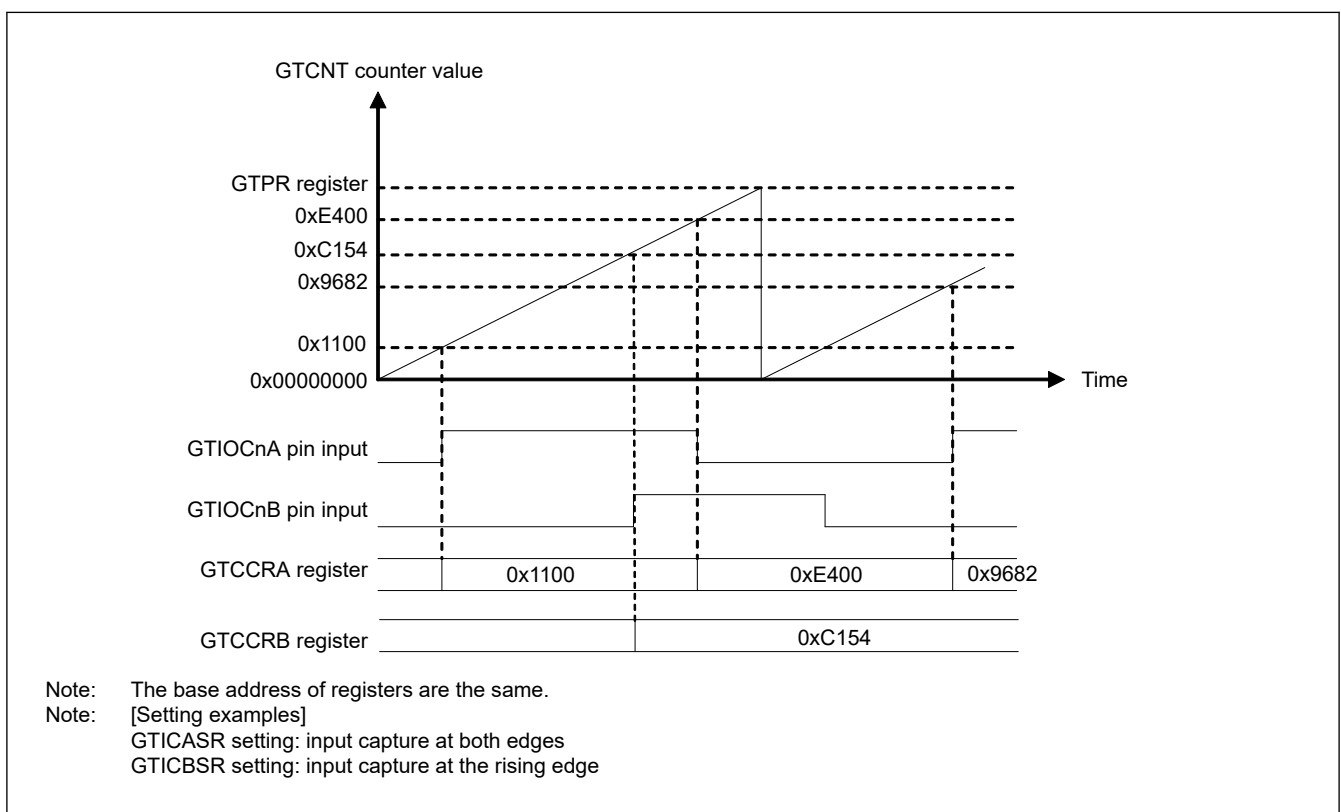 GTCNT counter value
GTPR register
0xE400
0xC154
0x9682
0x1100
0x00000000
Time
GTIOCnA pin input
GTIOCnB pin input
GTCCRA register 0x1100 0xE400 0x9682
GTCCRB register 0xC154
Note: The base address of registers are the same.
Note: [Setting examples]
GTICASR setting: input capture at both edges
GTICBSR setting: input capture at the rising edge